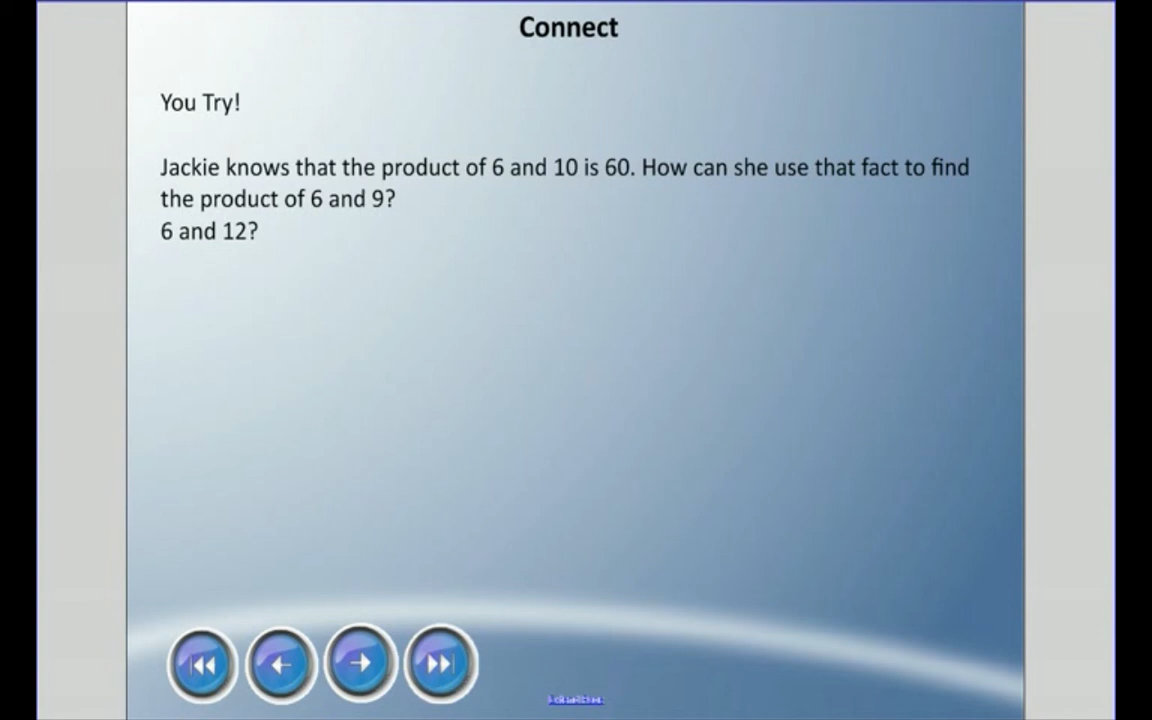 Connect
You Try!
Jackie knows that the product of 6 and 10 is 60. How can she use that fact to find
the product of 6 and 9?
6 and 12?